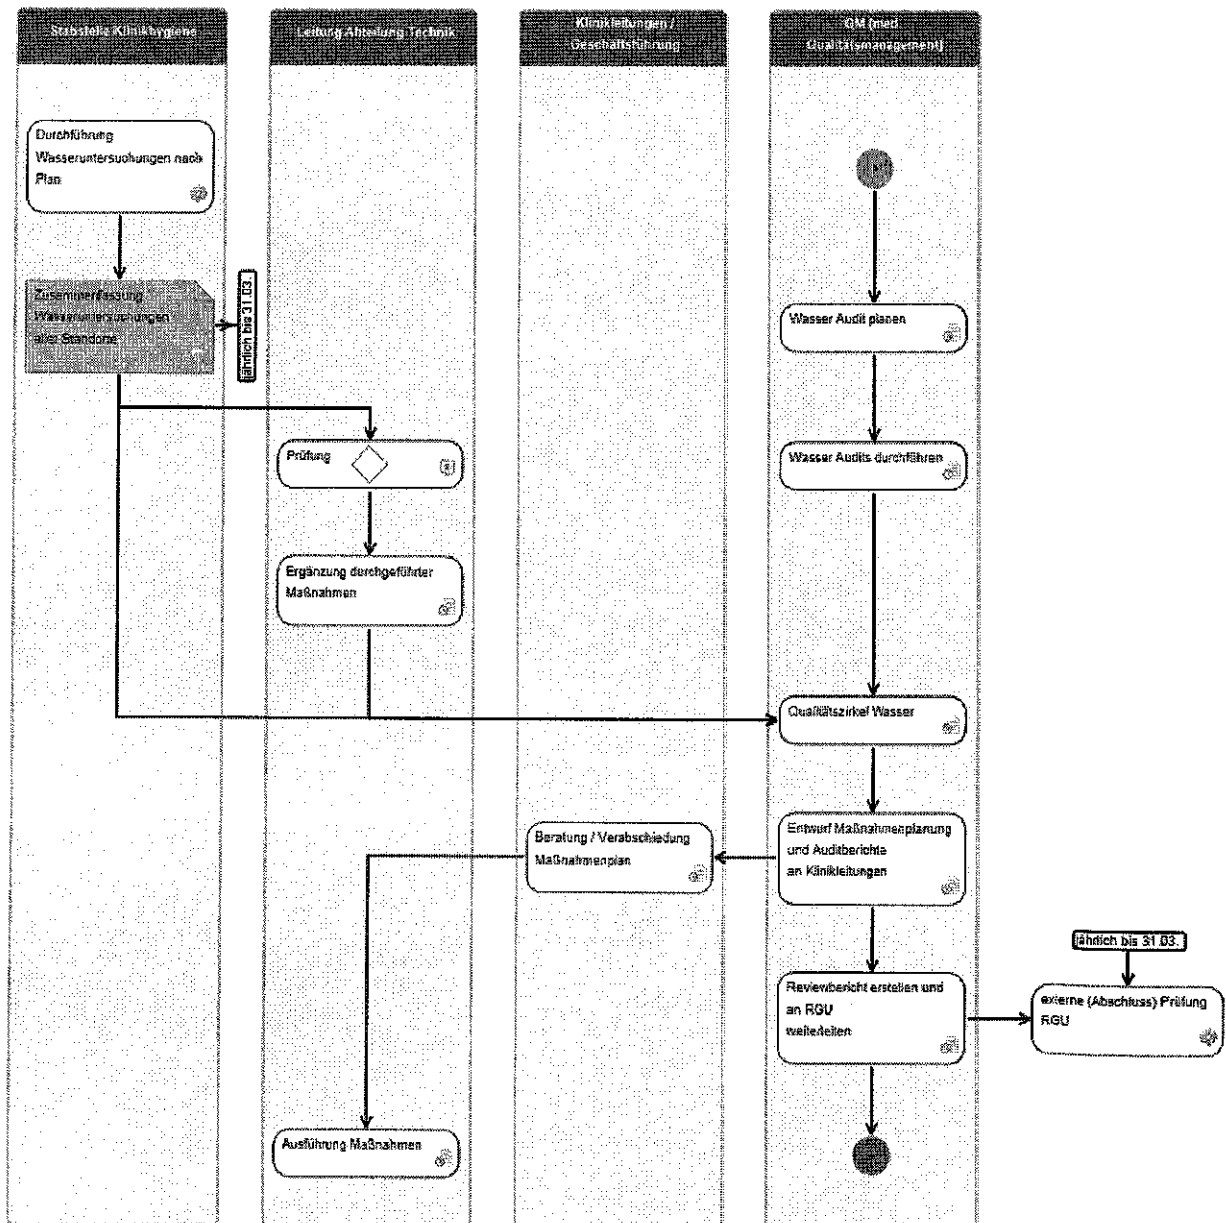 Stabstelle Klinikhygiene
Leitung Abteilung Technik
Klinikleitungen /
Geschäftsführung
QM (med.
Qualitätsmanagement)
Durchführung
Wasseruntersuchungen nach
Plan
Zusammenfassung
Wasseruntersuchungen
aller Standorte
jährlich bis 31.03.
Wasser Audit planen
Prüfung
Wasser Audits durchführen
Ergänzung durchgeführter
Maßnahmen
Qualitätszirkel Wasser
Beratung / Verabschiedung
Maßnahmenplan
Entwurf Maßnahmenplanung
und Auditberichte
an Klinikleitungen
jährlich bis 31.03.
Reviewbericht erstellen und
an RGU
weiterleiten
externe (Abschluss) Prüfung
RGU
Ausführung Maßnahmen